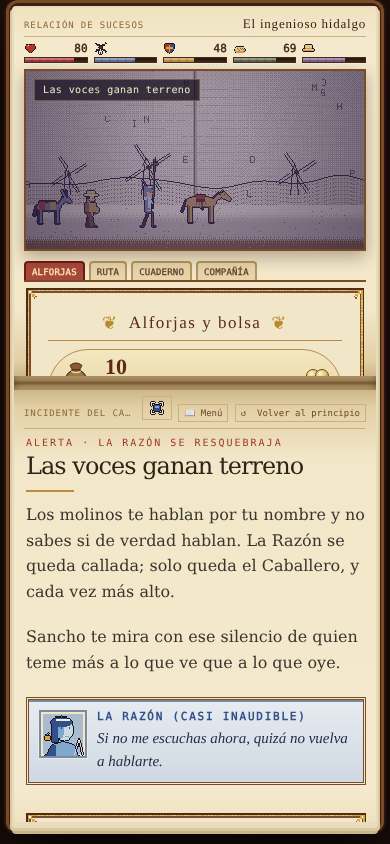 RELACIÓN DE SUCESOS
El ingenioso hidalgo
80
48
69
Las voces ganan terreno
M J
G
H
C I N
E
D
L
P
ALFORJAS
RUTA
CUADERNO
COMPAÑÍA
Alforjas y bolsa
10
INCIDENTE DEL CA…
Menú
↺ Volver al principio
ALERTA · LA RAZÓN SE RESQUEBRAJA
Las voces ganan terreno
Los molinos te hablan por tu nombre y no
sabes si de verdad hablan. La Razón se
queda callada; solo queda el Caballero, y
cada vez más alto.
Sancho te mira con ese silencio de quien
teme más a lo que ve que a lo que oye.
LA RAZÓN (CASI INAUDIBLE)
Si no me escuchas ahora, quizá no vuelva
a hablarte.